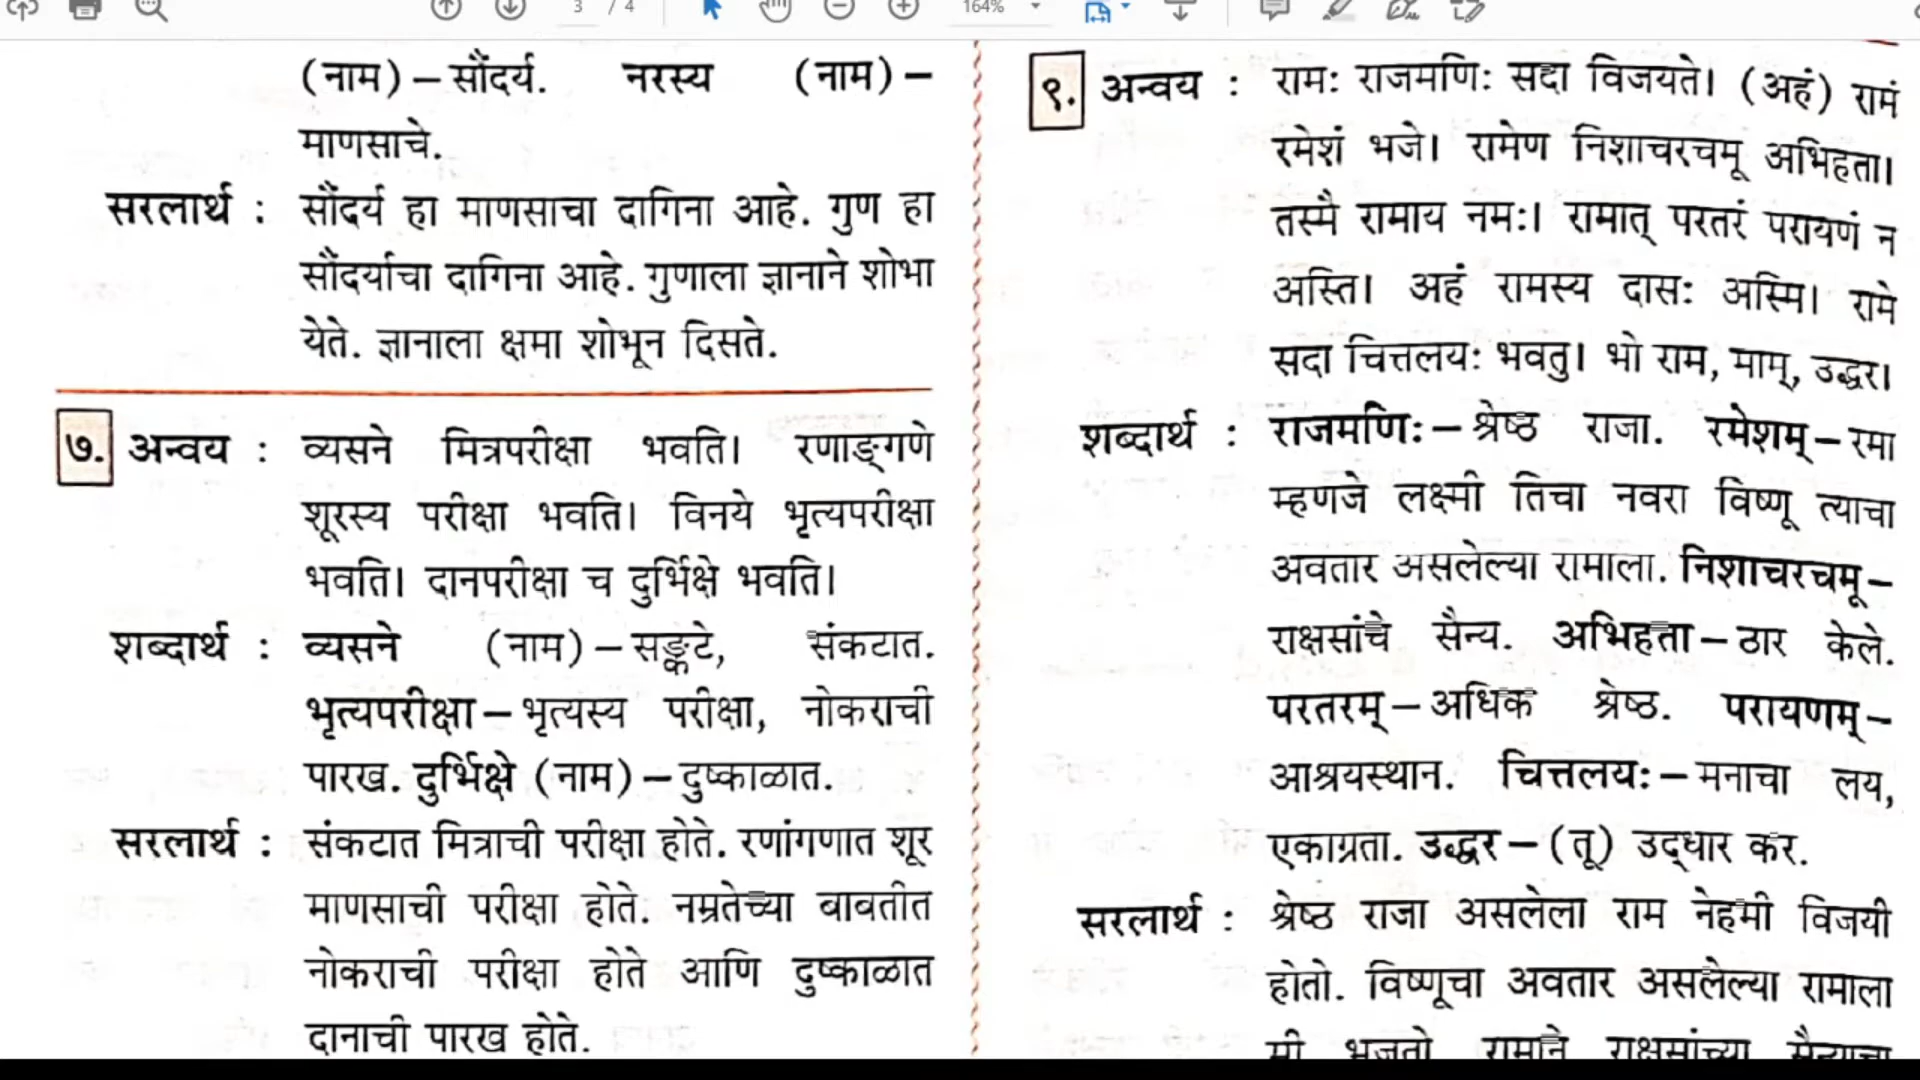 3 / 4
164%
(नाम) – सौंदर्य. नरस्य (नाम) –
माणसाचे.
सरलार्थ : सौंदर्य हा माणसाचा दागिना आहे. गुण हा
सौंदर्याचा दागिना आहे. गुणाला ज्ञानाने शोभा
येते. ज्ञानाला क्षमा शोभून दिसते.
७. अन्वय : व्यसने मित्रपरीक्षा भवति। रणाङ्गणे
शूरस्य परीक्षा भवति। विनये भृत्यपरीक्षा
भवति। दानपरीक्षा च दुर्भिक्षे भवति।
शब्दार्थ : व्यसने (नाम) – सङ्कटे, संकटात.
भृत्यपरीक्षा – भृत्यस्य परीक्षा, नोकराची
पारख. दुर्भिक्षे (नाम) – दुष्काळात.
सरलार्थ : संकटात मित्राची परीक्षा होते. रणांगणात शूर
माणसाची परीक्षा होते. नम्रतेच्या बाबतीत
नोकराची परीक्षा होते आणि दुष्काळात
दानाची पारख होते.
९. अन्वय : रामः राजमणिः सदा विजयते। (अहं) रामं
रमेशं भजे। रामेण निशाचरचमू अभिहता।
तस्मै रामाय नमः। रामात् परतरं परायणं न
अस्ति। अहं रामस्य दासः अस्मि। रामे
सदा चित्तलयः भवतु। भो राम, माम्, उद्धर।
शब्दार्थ : राजमणिः – श्रेष्ठ राजा. रमेशम् – रमा
म्हणजे लक्ष्मी तिचा नवरा विष्णू त्याचा
अवतार असलेल्या रामाला. निशाचरचमू –
राक्षसांचे सैन्य. अभिहता – ठार केले.
परतरम् – अधिक श्रेष्ठ. परायणम् –
आश्रयस्थान. चित्तलयः – मनाचा लय,
एकाग्रता. उद्धर – (तू) उद्‌धार कर.
सरलार्थ : श्रेष्ठ राजा असलेला राम नेहमी विजयी
होतो. विष्णूचा अवतार असलेल्या रामाला
मी भजतो. रामाने राक्षसांच्या सैन्याचा